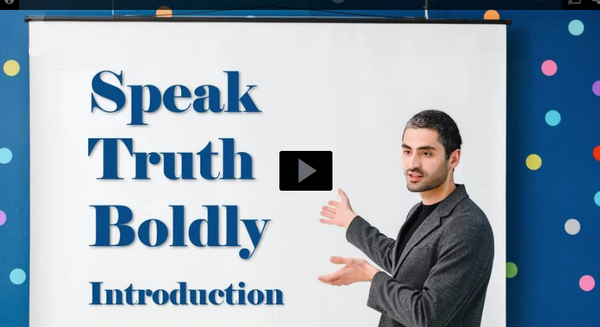 Speak
Truth
Boldly
Introduction